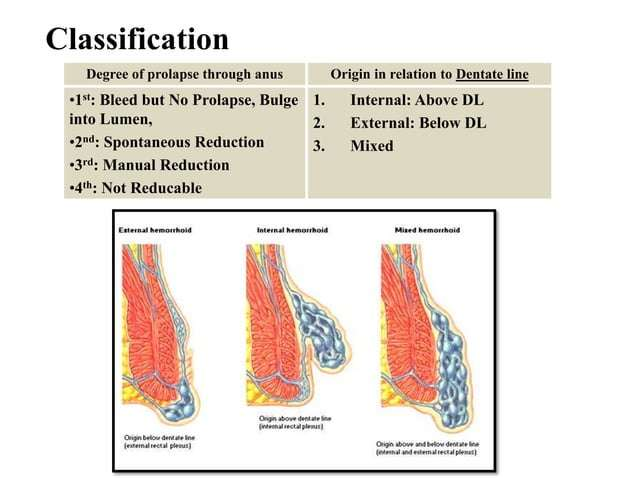 Classification
Degree of prolapse through anus
Origin in relation to Dentate line
•1st: Bleed but No Prolapse, Bulge
into Lumen,
•2nd: Spontaneous Reduction
•3rd: Manual Reduction
•4th: Not Reducable
1. Internal: Above DL
2. External: Below DL
3. Mixed
External hemorrhoid
Internal hemorrhoid
Mixed hemorrhoid
Origin below dentate line
(external rectal plexus)
Origin above dentate line
(internal rectal plexus)
Origin above and below dentate line
(internal and external rectal plexus)